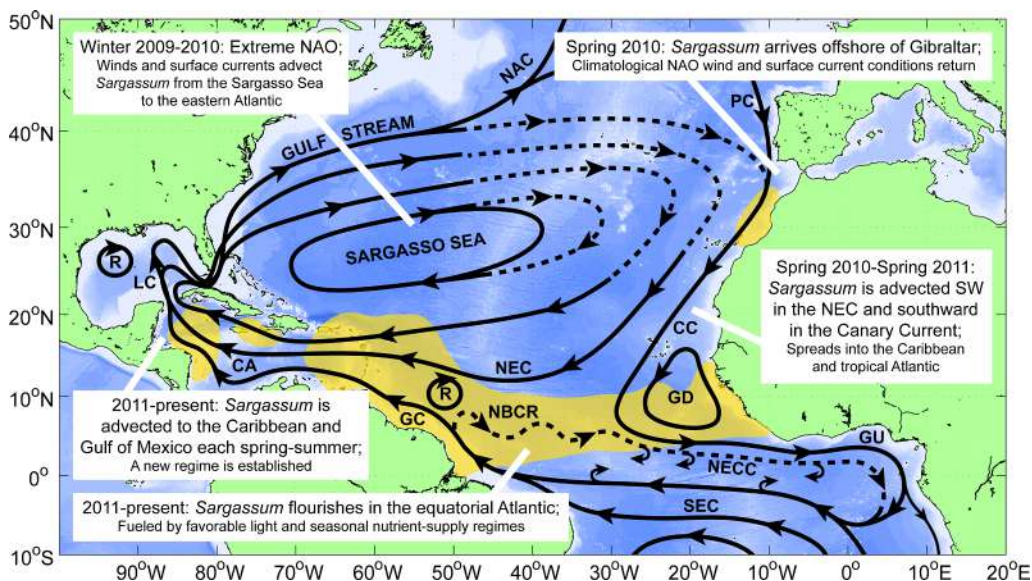 50°N
40°N
30°N
20°N
10°N
0°
10°S
Winter 2009-2010: Extreme NAO;
Winds and surface currents advect
Sargassum from the Sargasso Sea
to the eastern Atlantic
Spring 2010: Sargassum arrives offshore of Gibraltar;
Climatological NAO wind and surface current conditions return
NAC
PC
GULF STREAM
SARGASSO SEA
R
LC
Spring 2010-Spring 2011:
Sargassum is advected SW
in the NEC and southward
in the Canary Current;
Spreads into the Caribbean
and tropical Atlantic
CC
CA
NEC
R
GD
NBCR
GC
GU
NECC
SEC
2011-present: Sargassum is
advected to the Caribbean and
Gulf of Mexico each spring-summer;
A new regime is established
2011-present: Sargassum flourishes in the equatorial Atlantic;
Fueled by favorable light and seasonal nutrient-supply regimes
90°W 80°W 70°W 60°W 50°W 40°W 30°W 20°W 10°W 0° 10°E 20°E